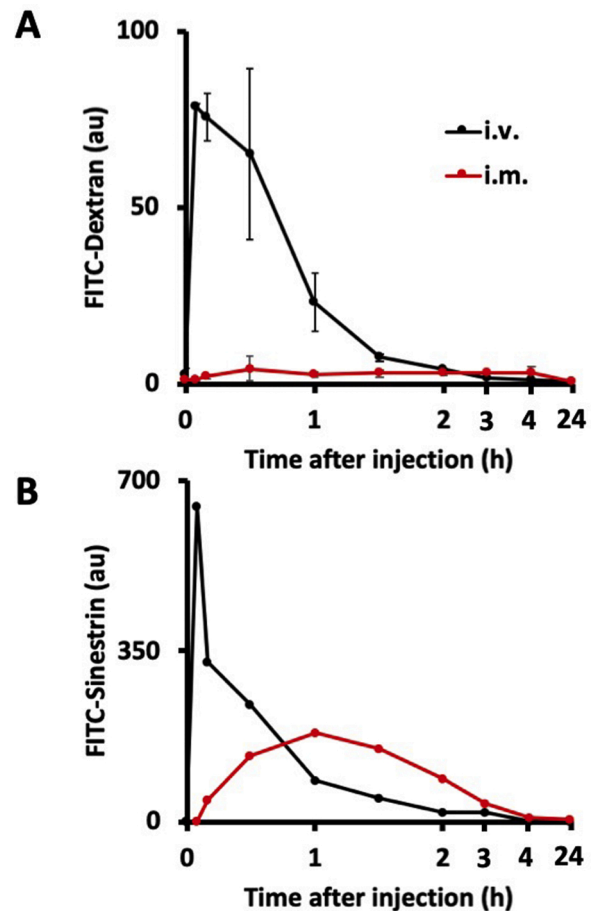 A
100
50
0
FITC-Dextran (au)
i.v.
i.m.
0 1 2 3 4 24
Time after injection (h)
B
700
350
0
FITC-Sinestrin (au)
0 1 2 3 4 24
Time after injection (h)